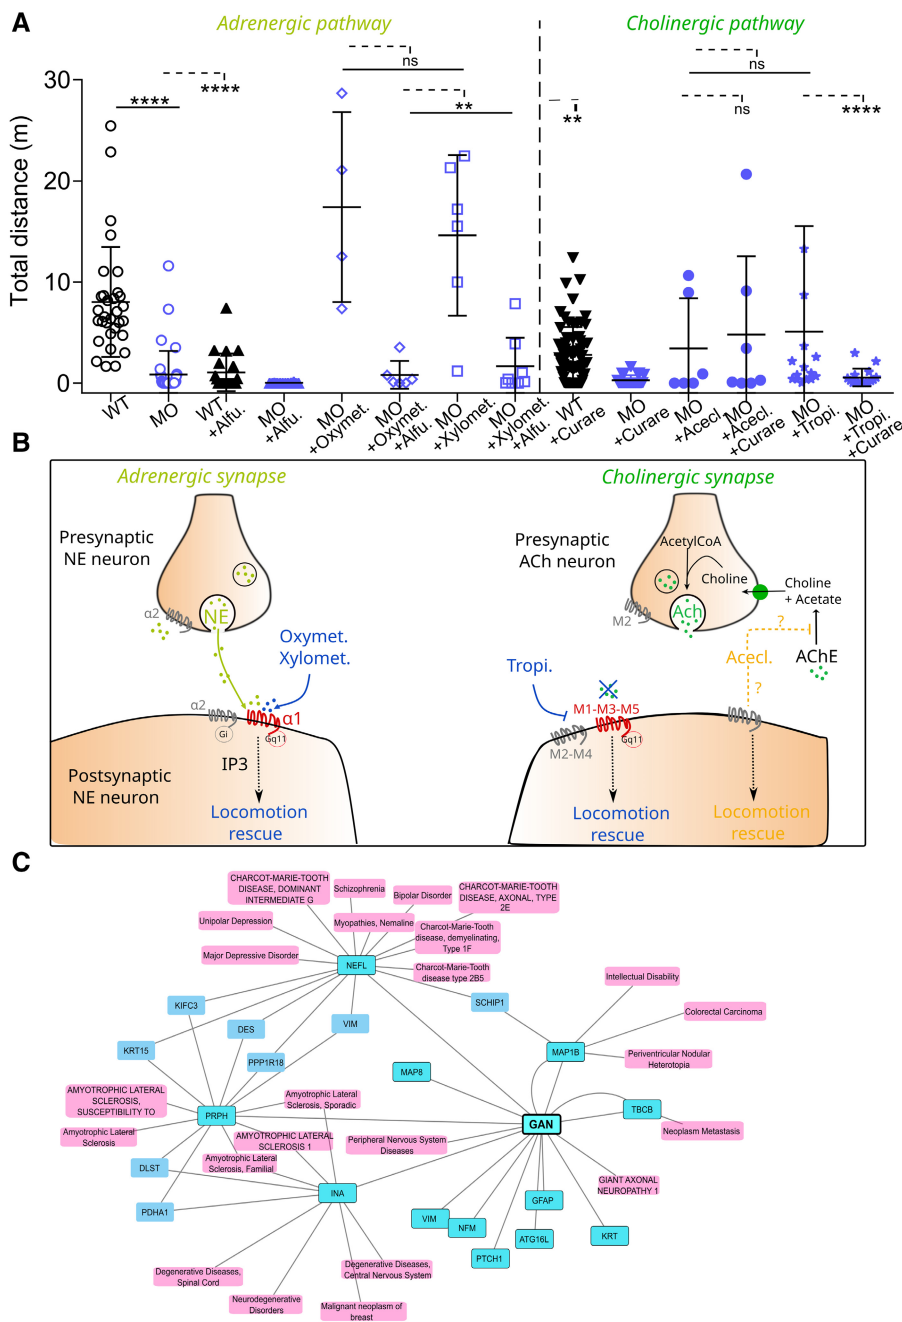 A
Adrenergic pathway
Cholinergic pathway
Total distance (m)
30
20
10
0
****
****
ns
**
**
ns
ns
****
WT
MO
WT
+Alfu.
MO
+Alfu.
MO
+Oxymet.
MO
+Oxymet.
+Alfu.
MO
+Xylomet.
MO
+Xylomet.
+Alfu.
WT
+Curare
MO
+Curare
MO
+Acecl.
MO
+Acecl.
+Curare
MO
+Tropi.
MO
+Tropi.
+Curare
B
Adrenergic synapse
Cholinergic synapse
Presynaptic
NE neuron
α2
NE
Oxymet.
Xylomet.
α2
Gi
α1
Gq11
IP3
Postsynaptic
NE neuron
Locomotion
rescue
Presynaptic
ACh neuron
AcetylCoA
Choline
Ach
M2
Choline
+ Acetate
?
Acecl.
AChE
?
Tropi.
M1-M3-M5
M2-M4
Gq11
Locomotion
rescue
Locomotion
rescue
C
CHARCOT-MARIE-TOOTH
DISEASE, DOMINANT
INTERMEDIATE G
Schizophrenia
Bipolar Disorder
CHARCOT-MARIE-TOOTH
DISEASE, AXONAL, TYPE
2E
Unipolar Depression
Myopathies, Nemaline
Charcot-Marie-Tooth
disease, demyelinating,
Type 1F
Major Depressive Disorder
NEFL
Charcot-Marie-Tooth
disease type 2B5
Intellectual Disability
KIFC3
SCHIP1
Colorectal Carcinoma
DES
VIM
KRT15
PPP1R18
MAP1B
Periventricular Nodular
Heterotopia
MAP8
AMYOTROPHIC LATERAL
SCLEROSIS,
SUSCEPTIBILITY TO
Amyotrophic Lateral
Sclerosis, Sporadic
PRPH
TBCB
GAN
Amyotrophic Lateral
Sclerosis
AMYOTROPHIC LATERAL
SCLEROSIS 1
Peripheral Nervous System
Diseases
Neoplasm Metastasis
Amyotrophic Lateral
Sclerosis, Familial
DLST
INA
GIANT AXONAL
NEUROPATHY 1
PDHA1
GFAP
VIM
NFM
ATG16L
KRT
PTCH1
Degenerative Diseases,
Spinal Cord
Degenerative Diseases,
Central Nervous System
Neurodegenerative
Disorders
Malignant neoplasm of
breast